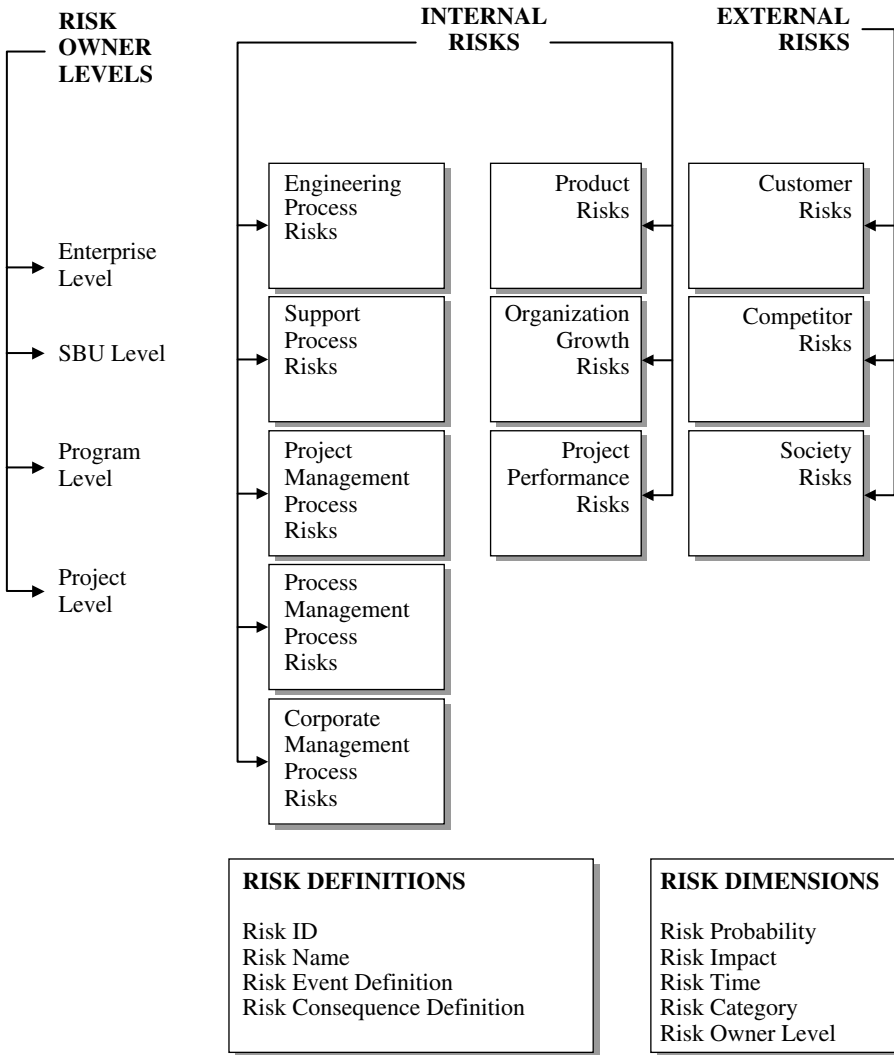 RISK
OWNER
LEVELS
Enterprise
Level
SBU Level
Program
Level
Project
Level
INTERNAL
RISKS
Engineering
Process
Risks
Support
Process
Risks
Project
Management
Process
Risks
Process
Management
Process
Risks
Corporate
Management
Process
Risks
Product
Risks
Organization
Growth
Risks
Project
Performance
Risks
EXTERNAL
RISKS
Customer
Risks
Competitor
Risks
Society
Risks
RISK DEFINITIONS
Risk ID
Risk Name
Risk Event Definition
Risk Consequence Definition
RISK DIMENSIONS
Risk Probability
Risk Impact
Risk Time
Risk Category
Risk Owner Level